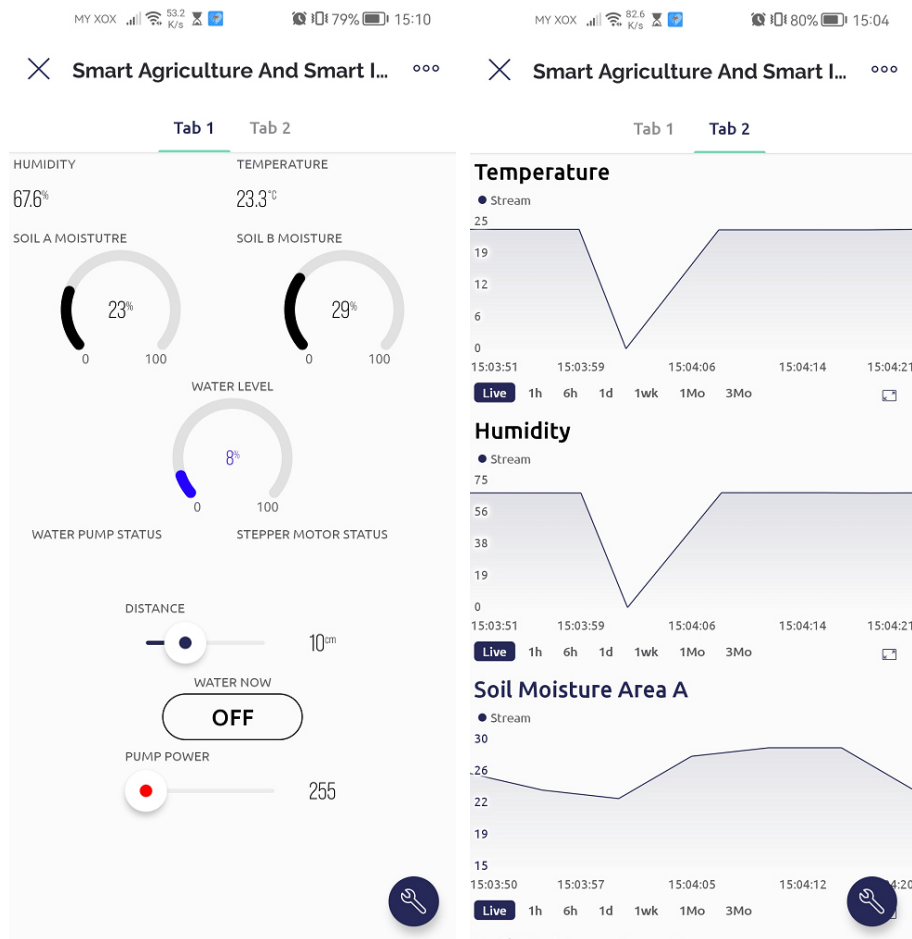 MY XOX 53.2 K/s 79% 15:10
Smart Agriculture And Smart I...
Tab 1 Tab 2
HUMIDITY TEMPERATURE
67.6% 23.3°C
SOIL A MOISTUTRE SOIL B MOISTURE
23% 29%
0 100 0 100
WATER LEVEL
8%
0 100
WATER PUMP STATUS STEPPER MOTOR STATUS
DISTANCE
10cm
WATER NOW
OFF
PUMP POWER
255
MY XOX 82.6 K/s 80% 15:04
Smart Agriculture And Smart I...
Tab 1 Tab 2
Temperature
Stream
25
19
12
6
0
15:03:51 15:03:59 15:04:06 15:04:14 15:04:21
Live 1h 6h 1d 1wk 1Mo 3Mo
Humidity
Stream
75
56
38
19
0
15:03:51 15:03:59 15:04:06 15:04:14 15:04:21
Live 1h 6h 1d 1wk 1Mo 3Mo
Soil Moisture Area A
Stream
30
26
22
19
15
15:03:50 15:03:57 15:04:05 15:04:12 4:20
Live 1h 6h 1d 1wk 1Mo 3Mo